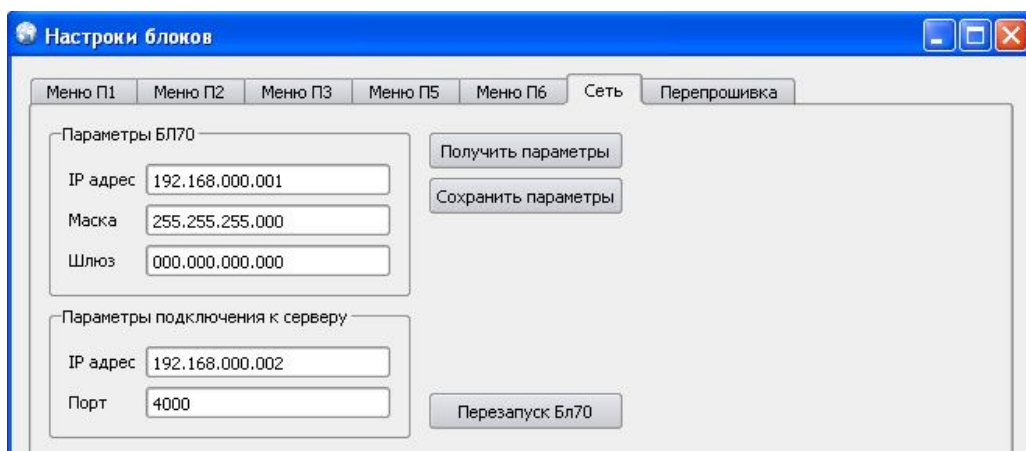 Настроки блоков
Меню П1 Меню П2 Меню П3 Меню П5 Меню П6 Сеть Перепрошивка
Параметры БЛ70
IP адрес 192.168.000.001
Маска 255.255.255.000
Шлюз 000.000.000.000
Получить параметры
Сохранить параметры
Параметры подключения к серверу
IP адрес 192.168.000.002
Порт 4000
Перезапуск Бл70